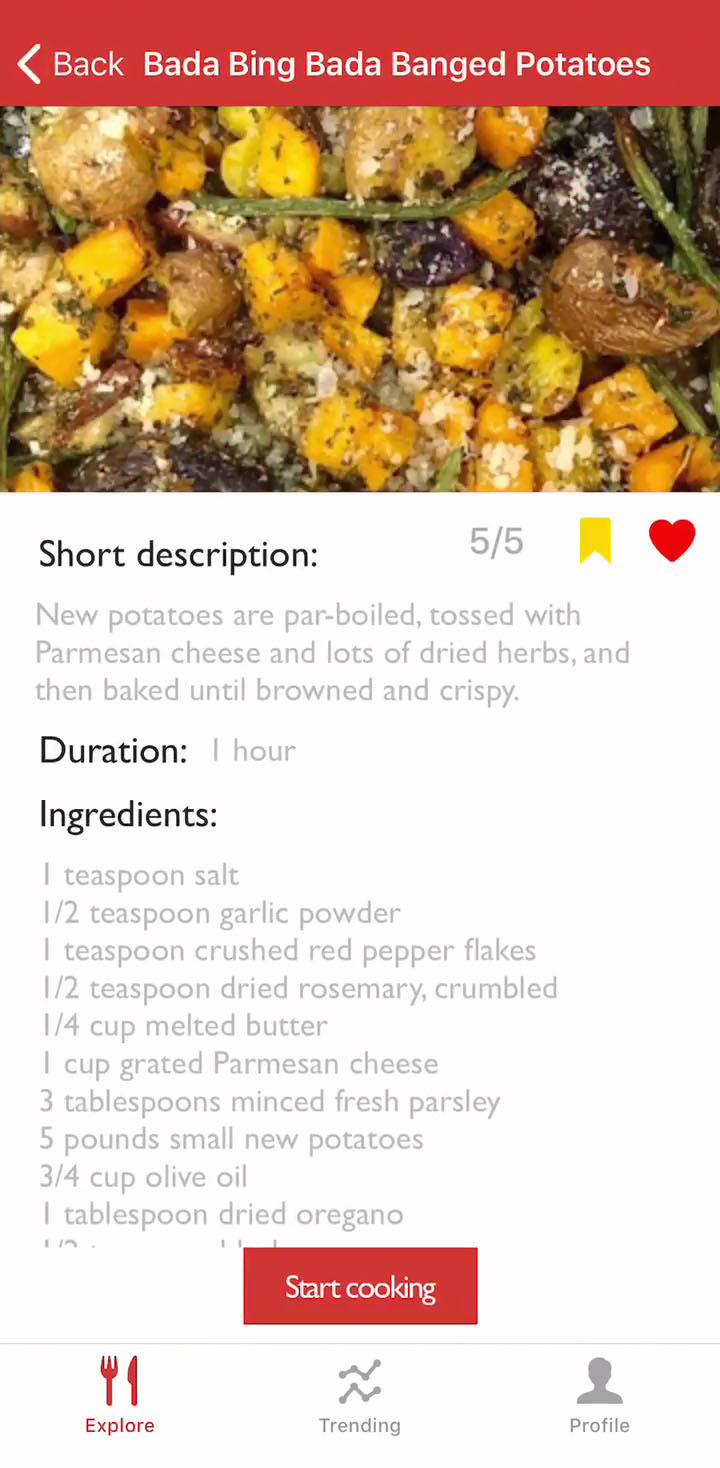 Back Bada Bing Bada Banged Potatoes
Short description:
5/5
New potatoes are par-boiled, tossed with
Parmesan cheese and lots of dried herbs, and
then baked until browned and crispy.
Duration: 1 hour
Ingredients:
1 teaspoon salt
1/2 teaspoon garlic powder
1 teaspoon crushed red pepper flakes
1/2 teaspoon dried rosemary, crumbled
1/4 cup melted butter
1 cup grated Parmesan cheese
3 tablespoons minced fresh parsley
5 pounds small new potatoes
3/4 cup olive oil
1 tablespoon dried oregano
Start cooking
Explore
Trending
Profile